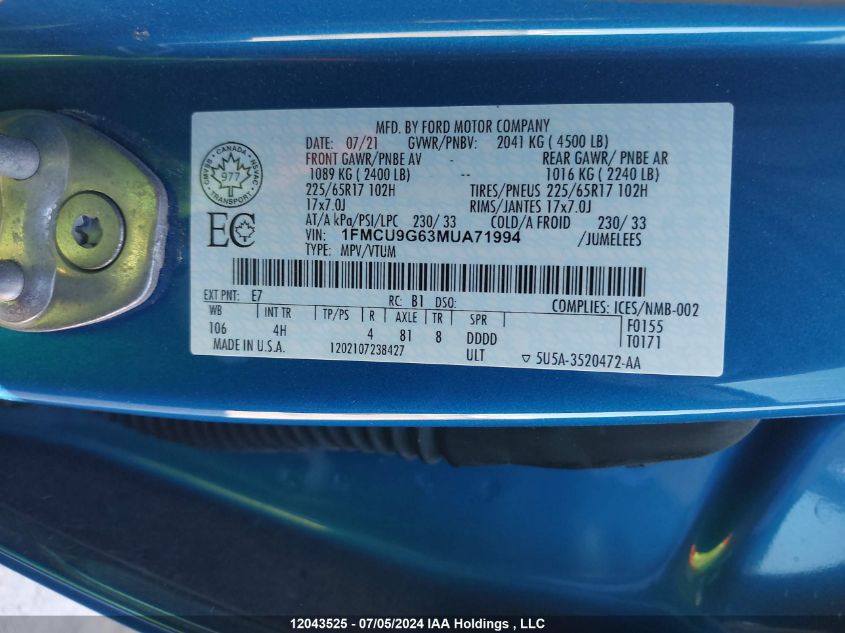 MFD. BY FORD MOTOR COMPANY
DATE: 07/21 GVWR/PNBV: 2041 KG ( 4500 LB)
FRONT GAWR/PNBE AV - REAR GAWR/ PNBE AR
1089 KG ( 2400 LB) -- 1016 KG ( 2240 LB)
225/65R17 102H TIRES/PNEUS 225/65R17 102H
17x7.0J RIMS/JANTES 17x7.0J
AT/A kPa/PSI/LPC 230/ 33 COLD/A FROID 230/ 33
VIN: 1FMCU9G63MUA71994 /JUMELEES
TYPE: MPV/VTUM
CANADA
CMVSS NSVAC
977
TRANSPORT
EC
EXT PNT: E7 RC: B1 DSO: COMPLIES: ICES/NMB-002
WB INT TR TP/PS R AXLE TR SPR F0155
106 4H 4 81 8 DDDD T0171
MADE IN U.S.A. 1202107238427 ULT ▽ 5U5A-3520472-AA
12043525 - 07/05/2024 IAA Holdings , LLC